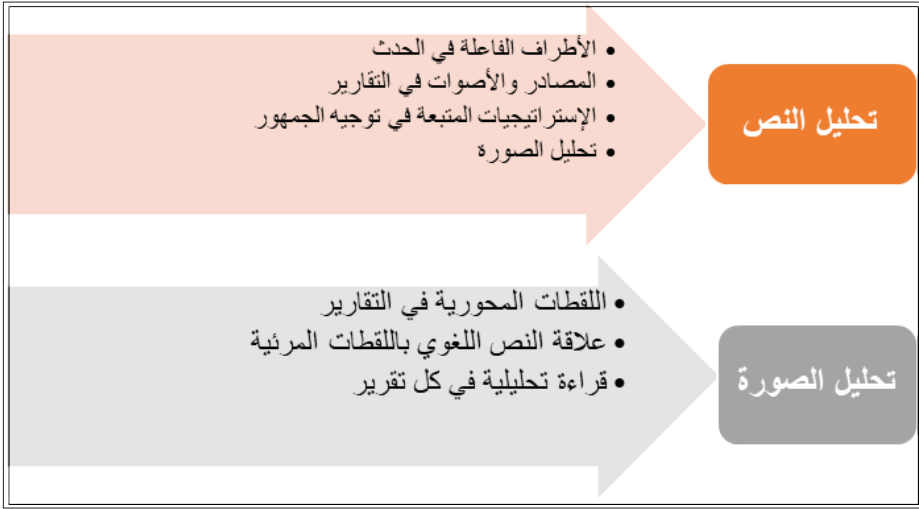 تحليل النص
• الأطراف الفاعلة في الحدث
• المصادر والأصوات في التقارير
• الإستراتيجيات المتبعة في توجيه الجمهور
• تحليل الصورة
تحليل الصورة
• اللقطات المحورية في التقارير
• علاقة النص اللغوي باللقطات المرئية
• قراءة تحليلية في كل تقرير